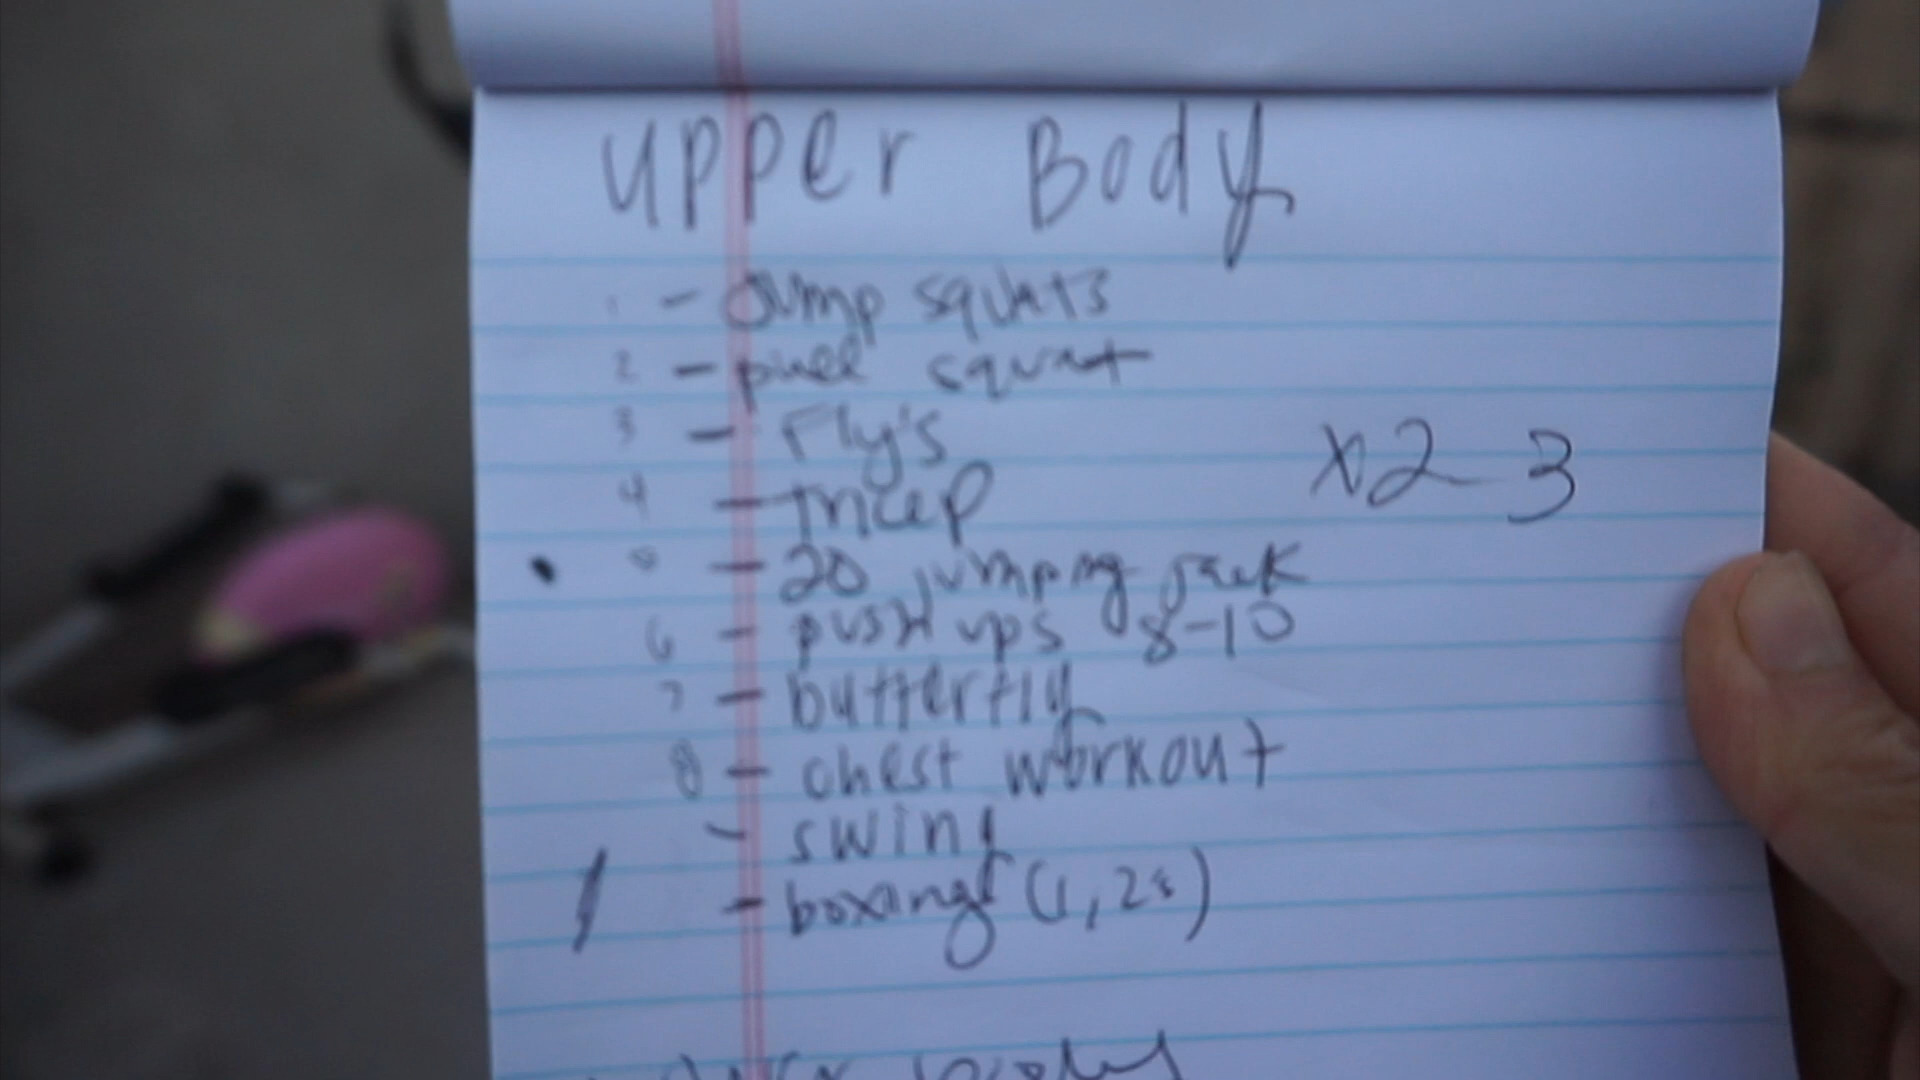 upper Body
1 - Jump squats
2 - squat
3 - Fly's
4 - Tricep
x2-3
- 20 jumping jack
6 - push ups 8-10
7 - butterfly
8 - chest workout
- swing
- boxing (1,2s)
body